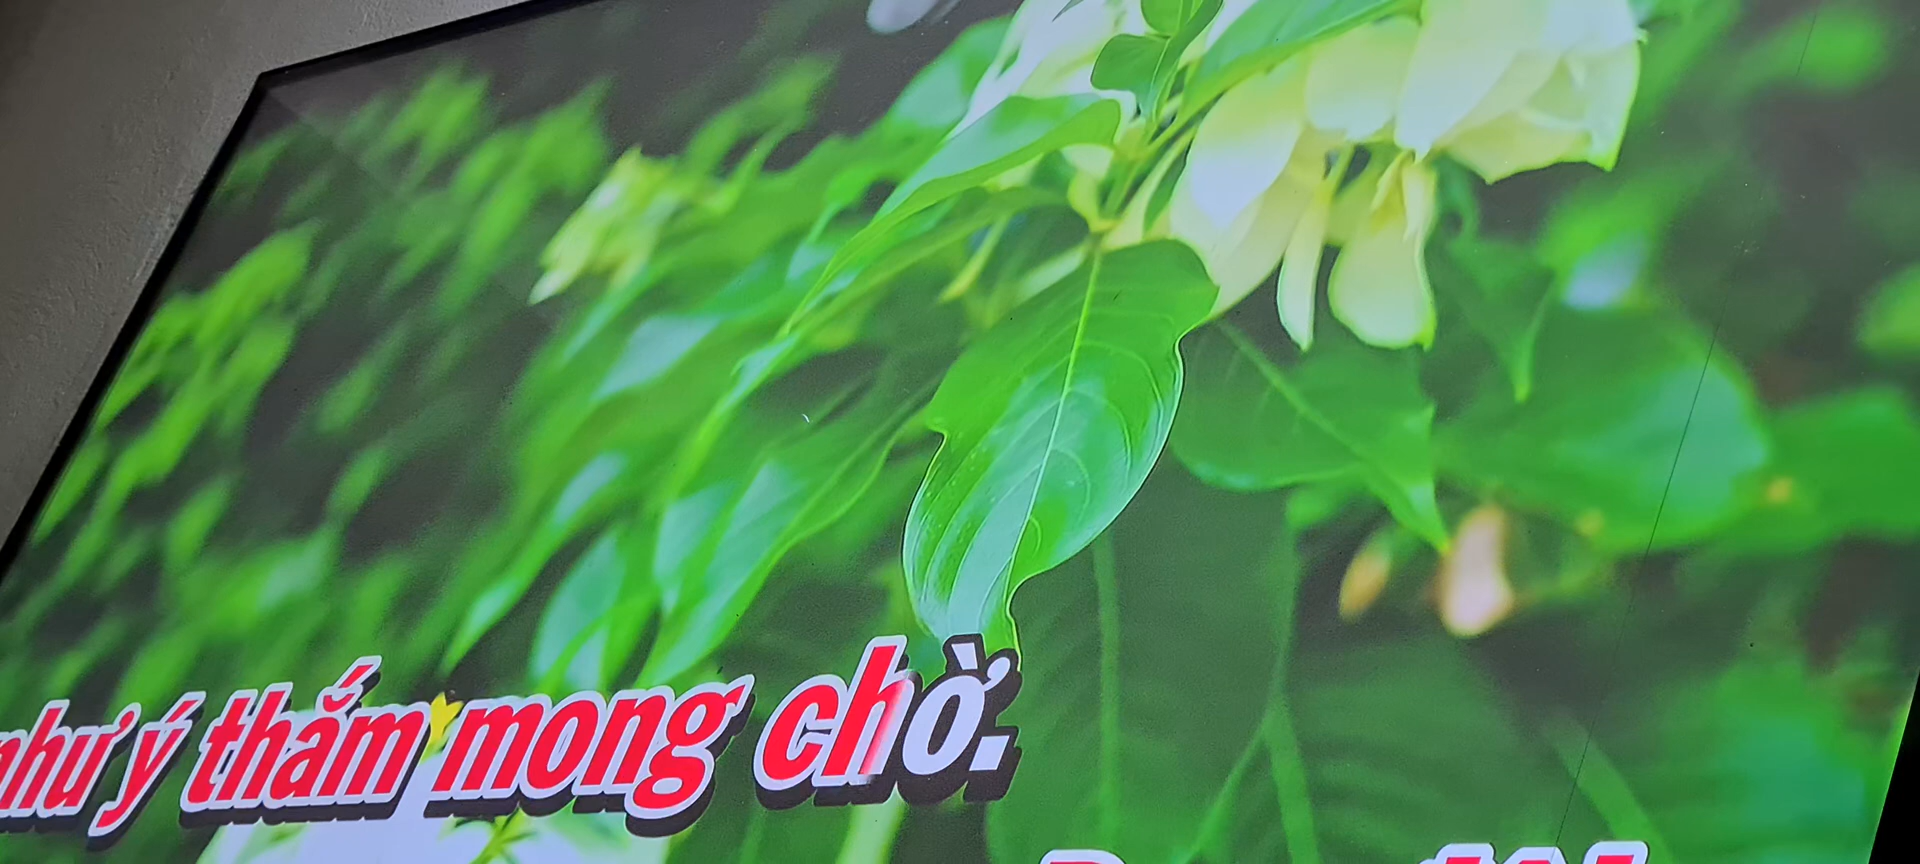 như ý thắm mong chờ.